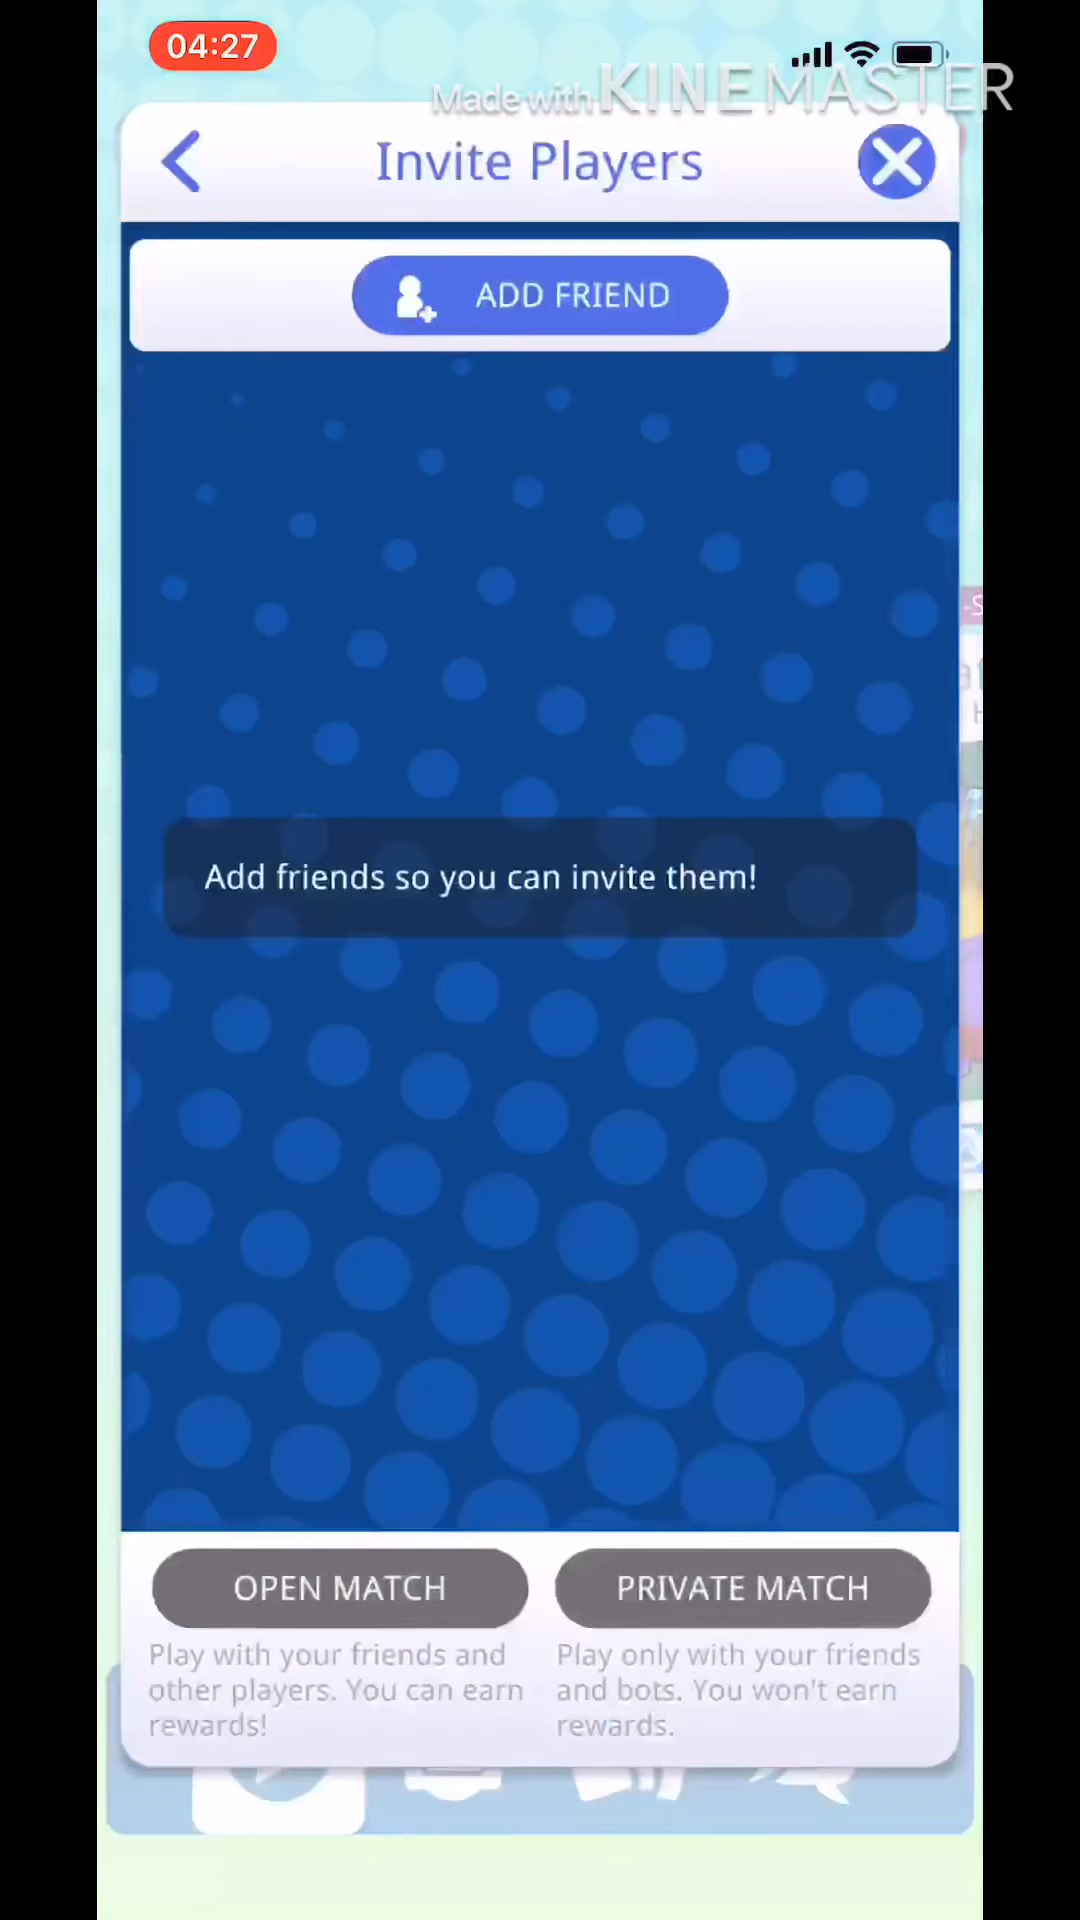 04:27
Made with KINEMASTER
Invite Players
ADD FRIEND
Add friends so you can invite them!
OPEN MATCH
PRIVATE MATCH
Play with your friends and
other players. You can earn
rewards!
Play only with your friends
and bots. You won't earn
rewards.